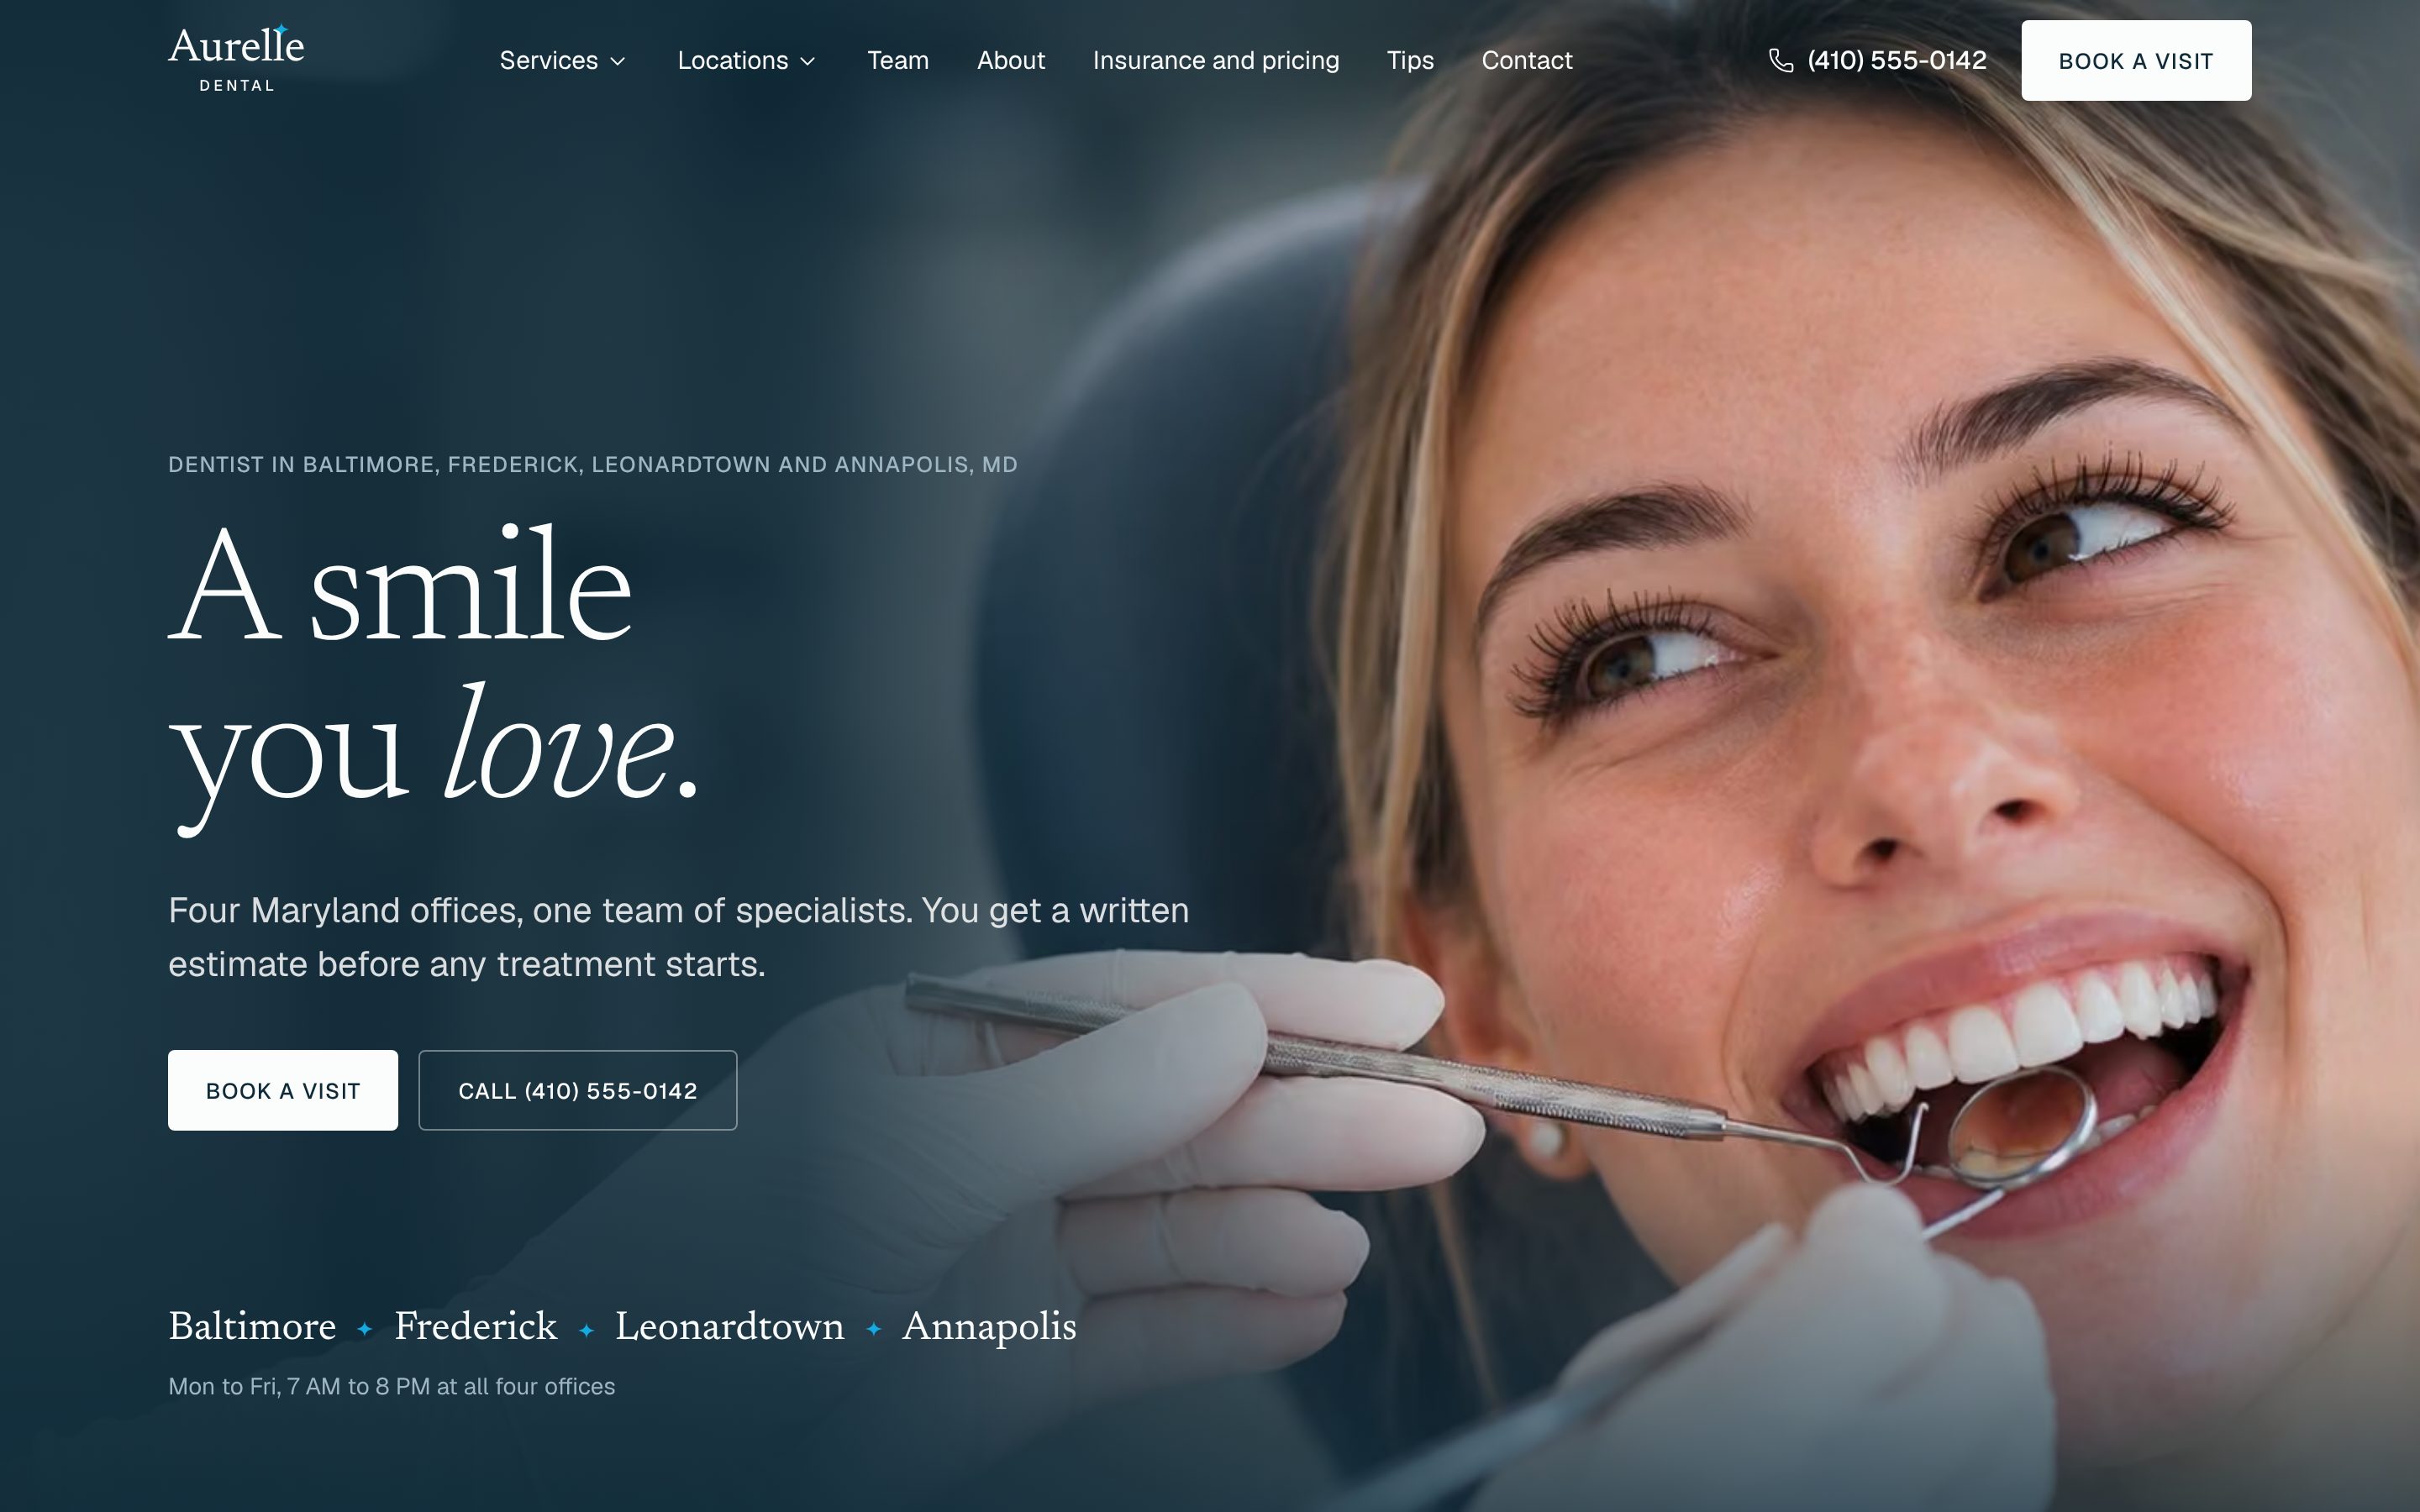 Aurelle
DENTAL
Services
Locations
Team
About
Insurance and pricing
Tips
Contact
(410) 555-0142
BOOK A VISIT
DENTIST IN BALTIMORE, FREDERICK, LEONARDTOWN AND ANNAPOLIS, MD
A smile
you love.
Four Maryland offices, one team of specialists. You get a written
estimate before any treatment starts.
BOOK A VISIT
CALL (410) 555-0142
Baltimore ✦ Frederick ✦ Leonardtown ✦ Annapolis
Mon to Fri, 7 AM to 8 PM at all four offices